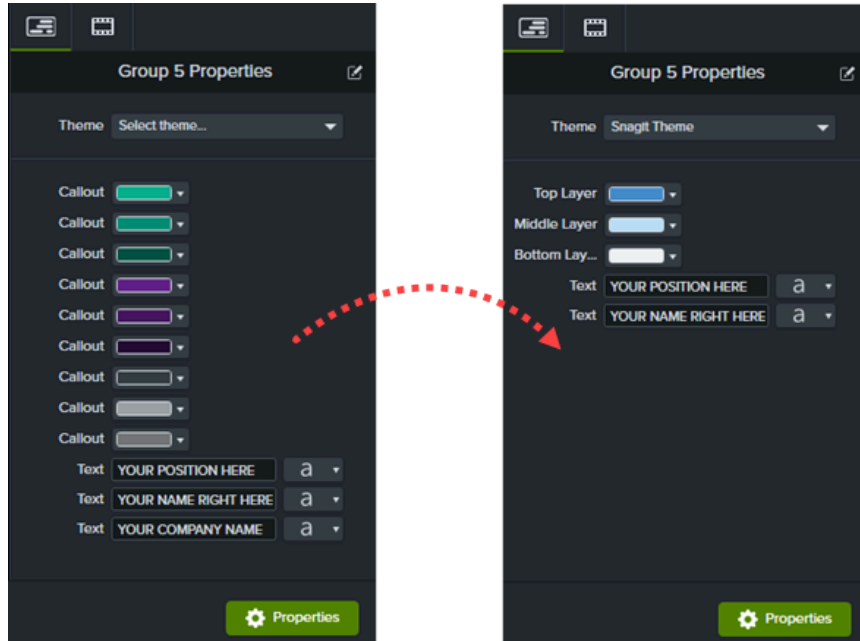 Group 5 Properties
Theme Select theme...
Callout
Callout
Callout
Callout
Callout
Callout
Callout
Callout
Callout
Text YOUR POSITION HERE a
Text YOUR NAME RIGHT HERE a
Text YOUR COMPANY NAME a
Properties
Group 5 Properties
Theme SnagIt Theme
Top Layer
Middle Layer
Bottom Lay...
Text YOUR POSITION HERE a
Text YOUR NAME RIGHT HERE a
Properties